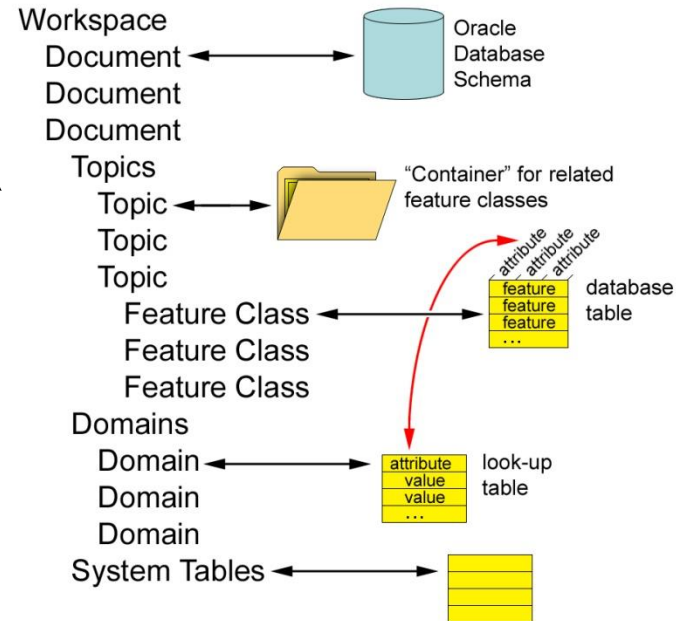 Workspace
Document
Oracle
Database
Schema
Document
Document
Topics
Topic
"Container" for related
feature classes
Topic
Topic
attribute
attribute
attribute
Feature Class
feature
feature
feature
...
database
table
Feature Class
Feature Class
Domains
Domain
attribute
value
value
...
look-up
table
Domain
Domain
System Tables